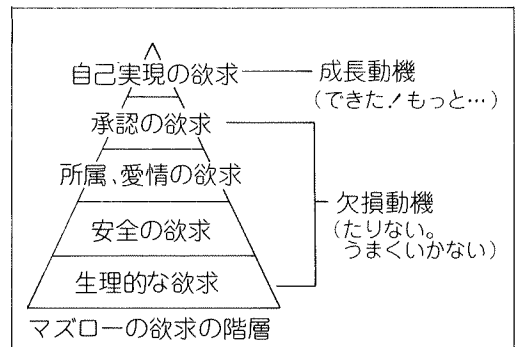 自己実現の欲求
成長動機
(できた!もっと…)
承認の欲求
所属、愛情の欲求
安全の欲求
生理的な欲求
欠損動機
(たりない。
うまくいかない)
マズローの欲求の階層